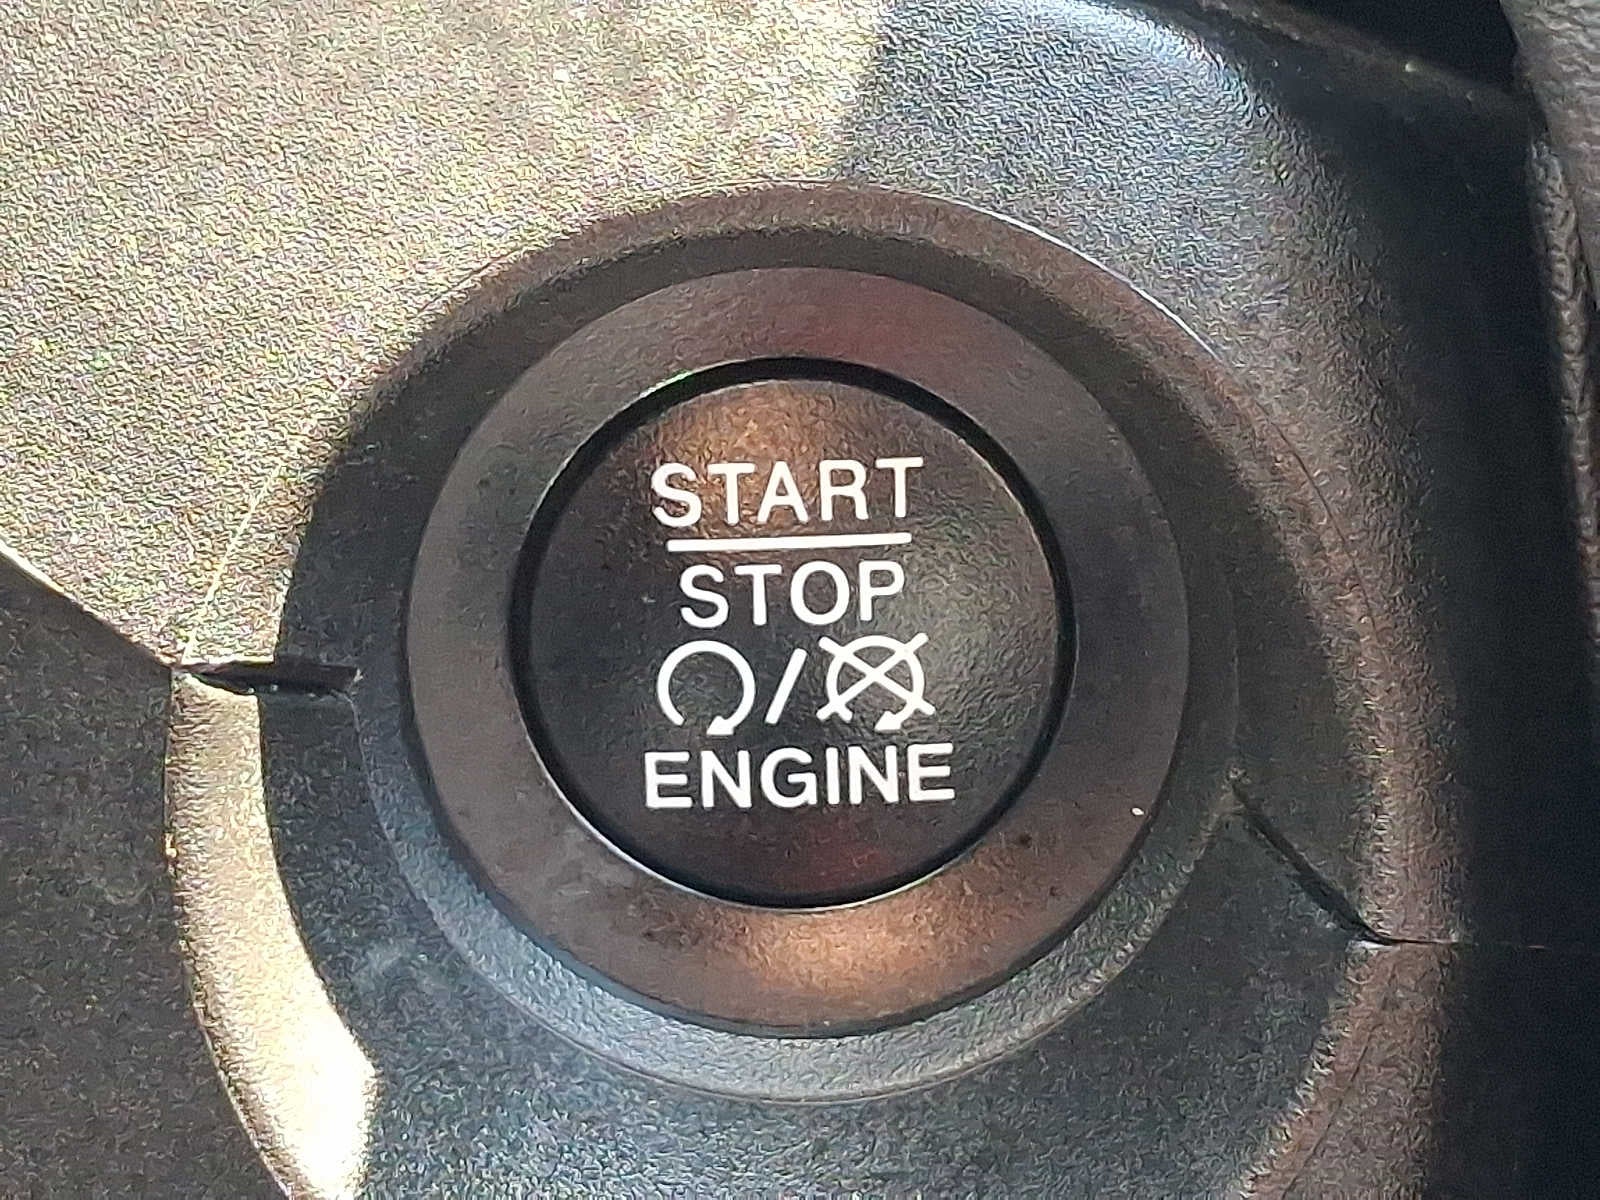 START
STOP
/
ENGINE